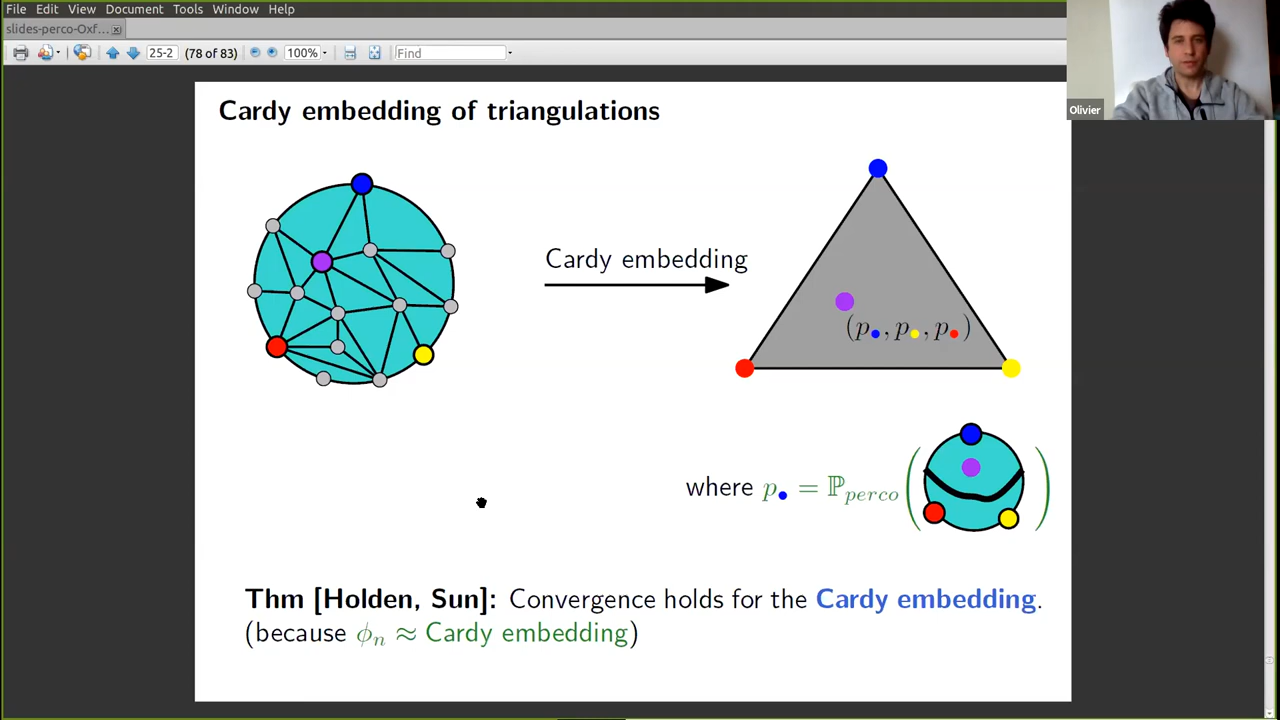 File Edit View Document Tools Window Help
slides-perco-Oxf...
25-2 (78 of 83) 100% Find
Olivier
Cardy embedding of triangulations
Cardy embedding
(p●, p●, p●)
where p● = ℙperco( )
Thm [Holden, Sun]: Convergence holds for the Cardy embedding.
(because ϕn ≈ Cardy embedding)